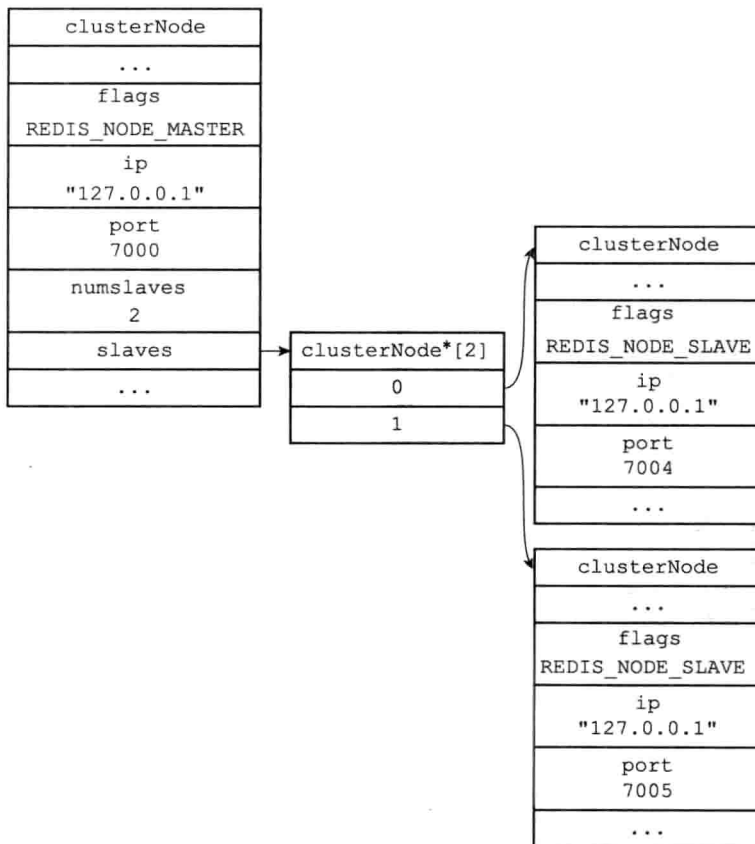 clusterNode
...
flags
REDIS_NODE_MASTER
ip
"127.0.0.1"
port
7000
numslaves
2
slaves
...
clusterNode*[2]
0
1
clusterNode
...
flags
REDIS_NODE_SLAVE
ip
"127.0.0.1"
port
7004
...
clusterNode
...
flags
REDIS_NODE_SLAVE
ip
"127.0.0.1"
port
7005
...